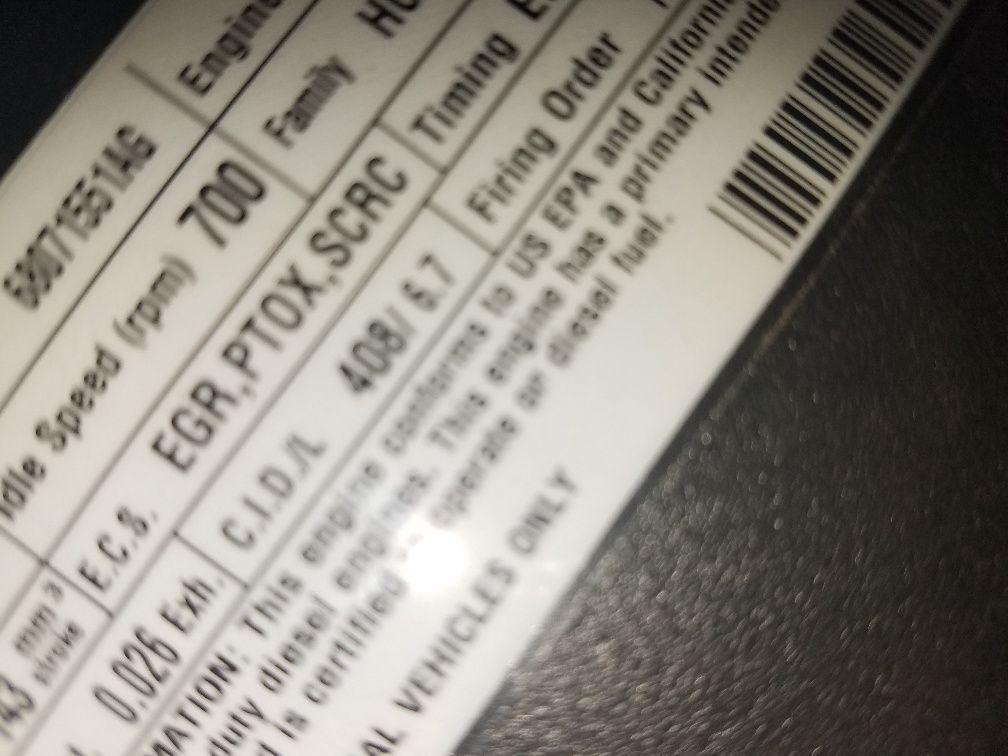 68071551AG Engine
Idle Speed (rpm) 700 Family
E.C.S. EGR,PTOX,SCRC Timing
mm 3
stroke
0.026 Exh. C.I.D./L 408/ 6.7 Firing Order
This engine conforms to US EPA and California
duty diesel engines. This engine has a primary intended
is certified operate or diesel fuel.
VEHICLES ONLY